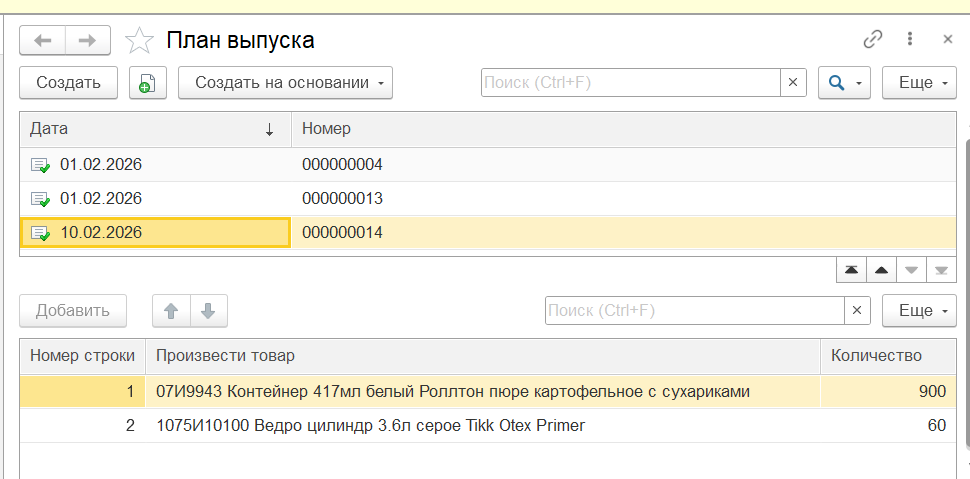 План выпуска
Создать Создать на основании Поиск (Ctrl+F) × Еще
Дата ↓ Номер
01.02.2026 000000004
01.02.2026 000000013
10.02.2026 000000014
Добавить Поиск (Ctrl+F) × Еще
Номер строки Произвести товар Количество
1 07И9943 Контейнер 417мл белый Роллтон пюре картофельное с сухариками 900
2 1075И10100 Ведро цилиндр 3.6л серое Tikk Otex Primer 60